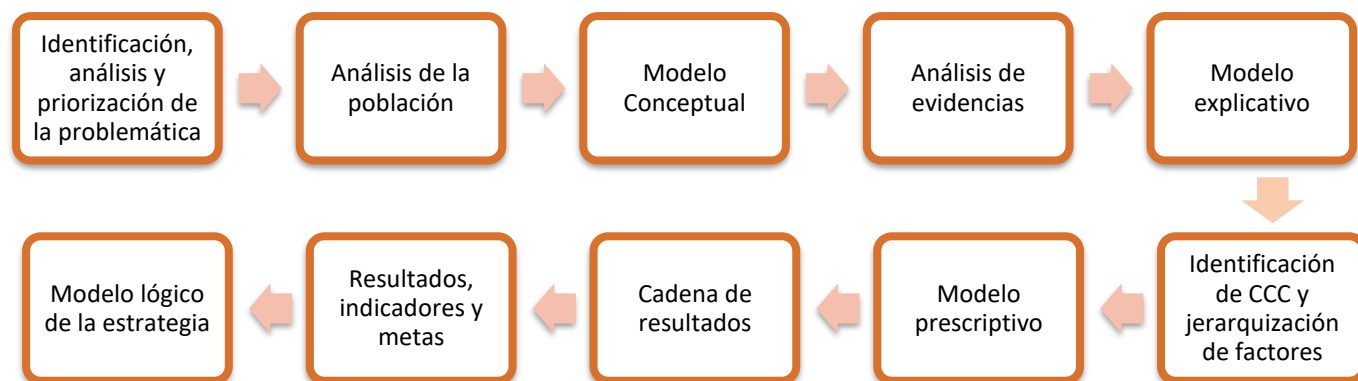 Identificación,
análisis y
priorización de
la problemática
Análisis de la
población
Modelo
Conceptual
Análisis de
evidencias
Modelo
explicativo
Identificación
de CCC y
jerarquización
de factores
Modelo
prescriptivo
Cadena de
resultados
Resultados,
indicadores y
metas
Modelo lógico
de la estrategia